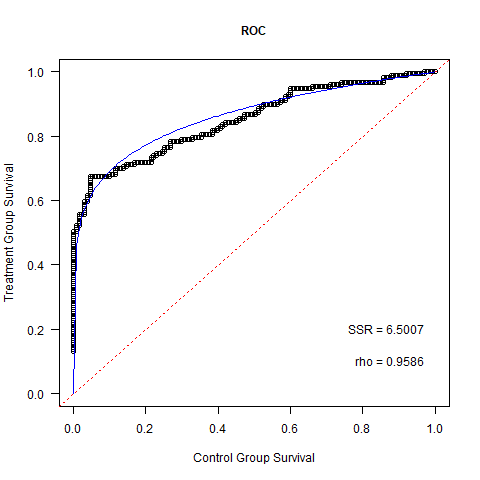 ROC
Treatment Group Survival
1.0
0.8
0.6
0.4
0.2
0.0
SSR = 6.5007
rho = 0.9586
0.0 0.2 0.4 0.6 0.8 1.0
Control Group Survival